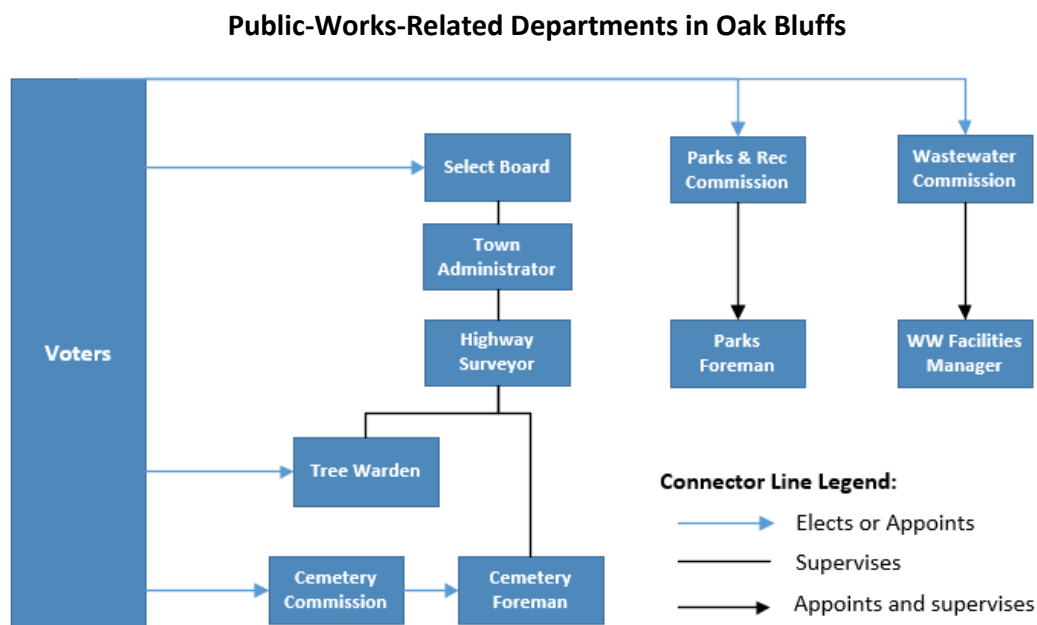 Public-Works-Related Departments in Oak Bluffs
Voters
Select Board
Town
Administrator
Highway
Surveyor
Tree Warden
Cemetery
Commission
Cemetery
Foreman
Parks & Rec
Commission
Parks
Foreman
Wastewater
Commission
WW Facilities
Manager
Connector Line Legend:
Elects or Appoints
Supervises
Appoints and supervises